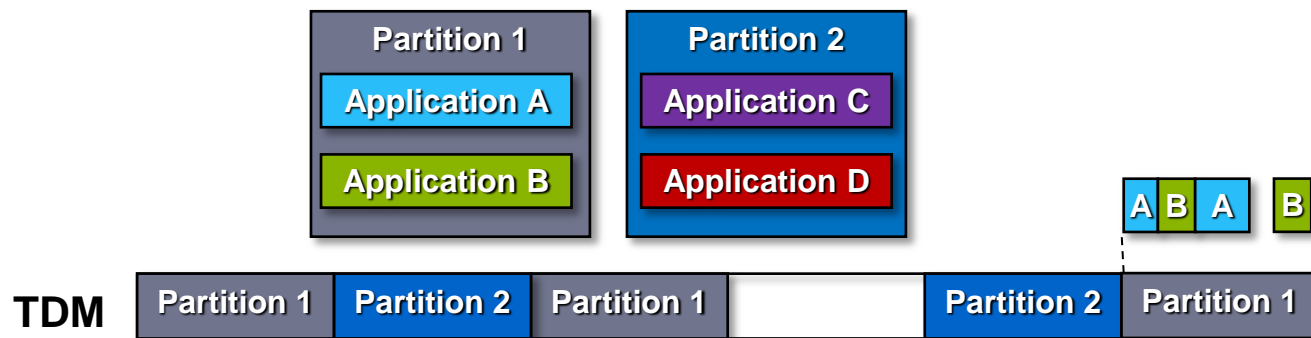 Partition 1
Partition 2
Application A
Application C
Application B
Application D
A B A B
TDM
Partition 1 Partition 2 Partition 1 Partition 2 Partition 1